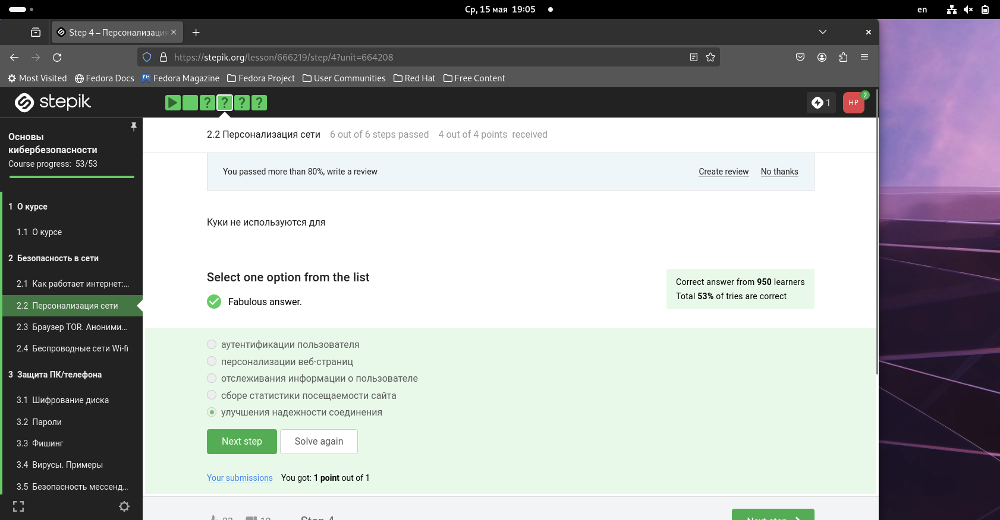 Ср, 15 мая 19:05
en
Step 4 – Персонализация
https://stepik.org/lesson/666219/step/4?unit=664208
Most Visited Fedora Docs Fedora Magazine Fedora Project User Communities Red Hat Free Content
stepik
? ? ? ?
1
HP
2
Основы
кибербезопасности
Course progress: 53/53
1 О курсе
1.1 О курсе
2 Безопасность в сети
2.1 Как работает интернет:...
2.2 Персонализация сети
2.3 Браузер TOR. Аноними...
2.4 Беспроводные сети Wi-fi
3 Защита ПК/телефона
3.1 Шифрование диска
3.2 Пароли
3.3 Фишинг
3.4 Вирусы. Примеры
3.5 Безопасность мессенд...
2.2 Персонализация сети 6 out of 6 steps passed 4 out of 4 points received
You passed more than 80%, write a review
Create review No thanks
Куки не используются для
Select one option from the list
Fabulous answer.
Correct answer from 950 learners
Total 53% of tries are correct
аутентификации пользователя
персонализации веб-страниц
отслеживания информации о пользователе
сборе статистики посещаемости сайта
улучшения надежности соединения
Next step Solve again
Your submissions You got: 1 point out of 1
Step 4
Next step